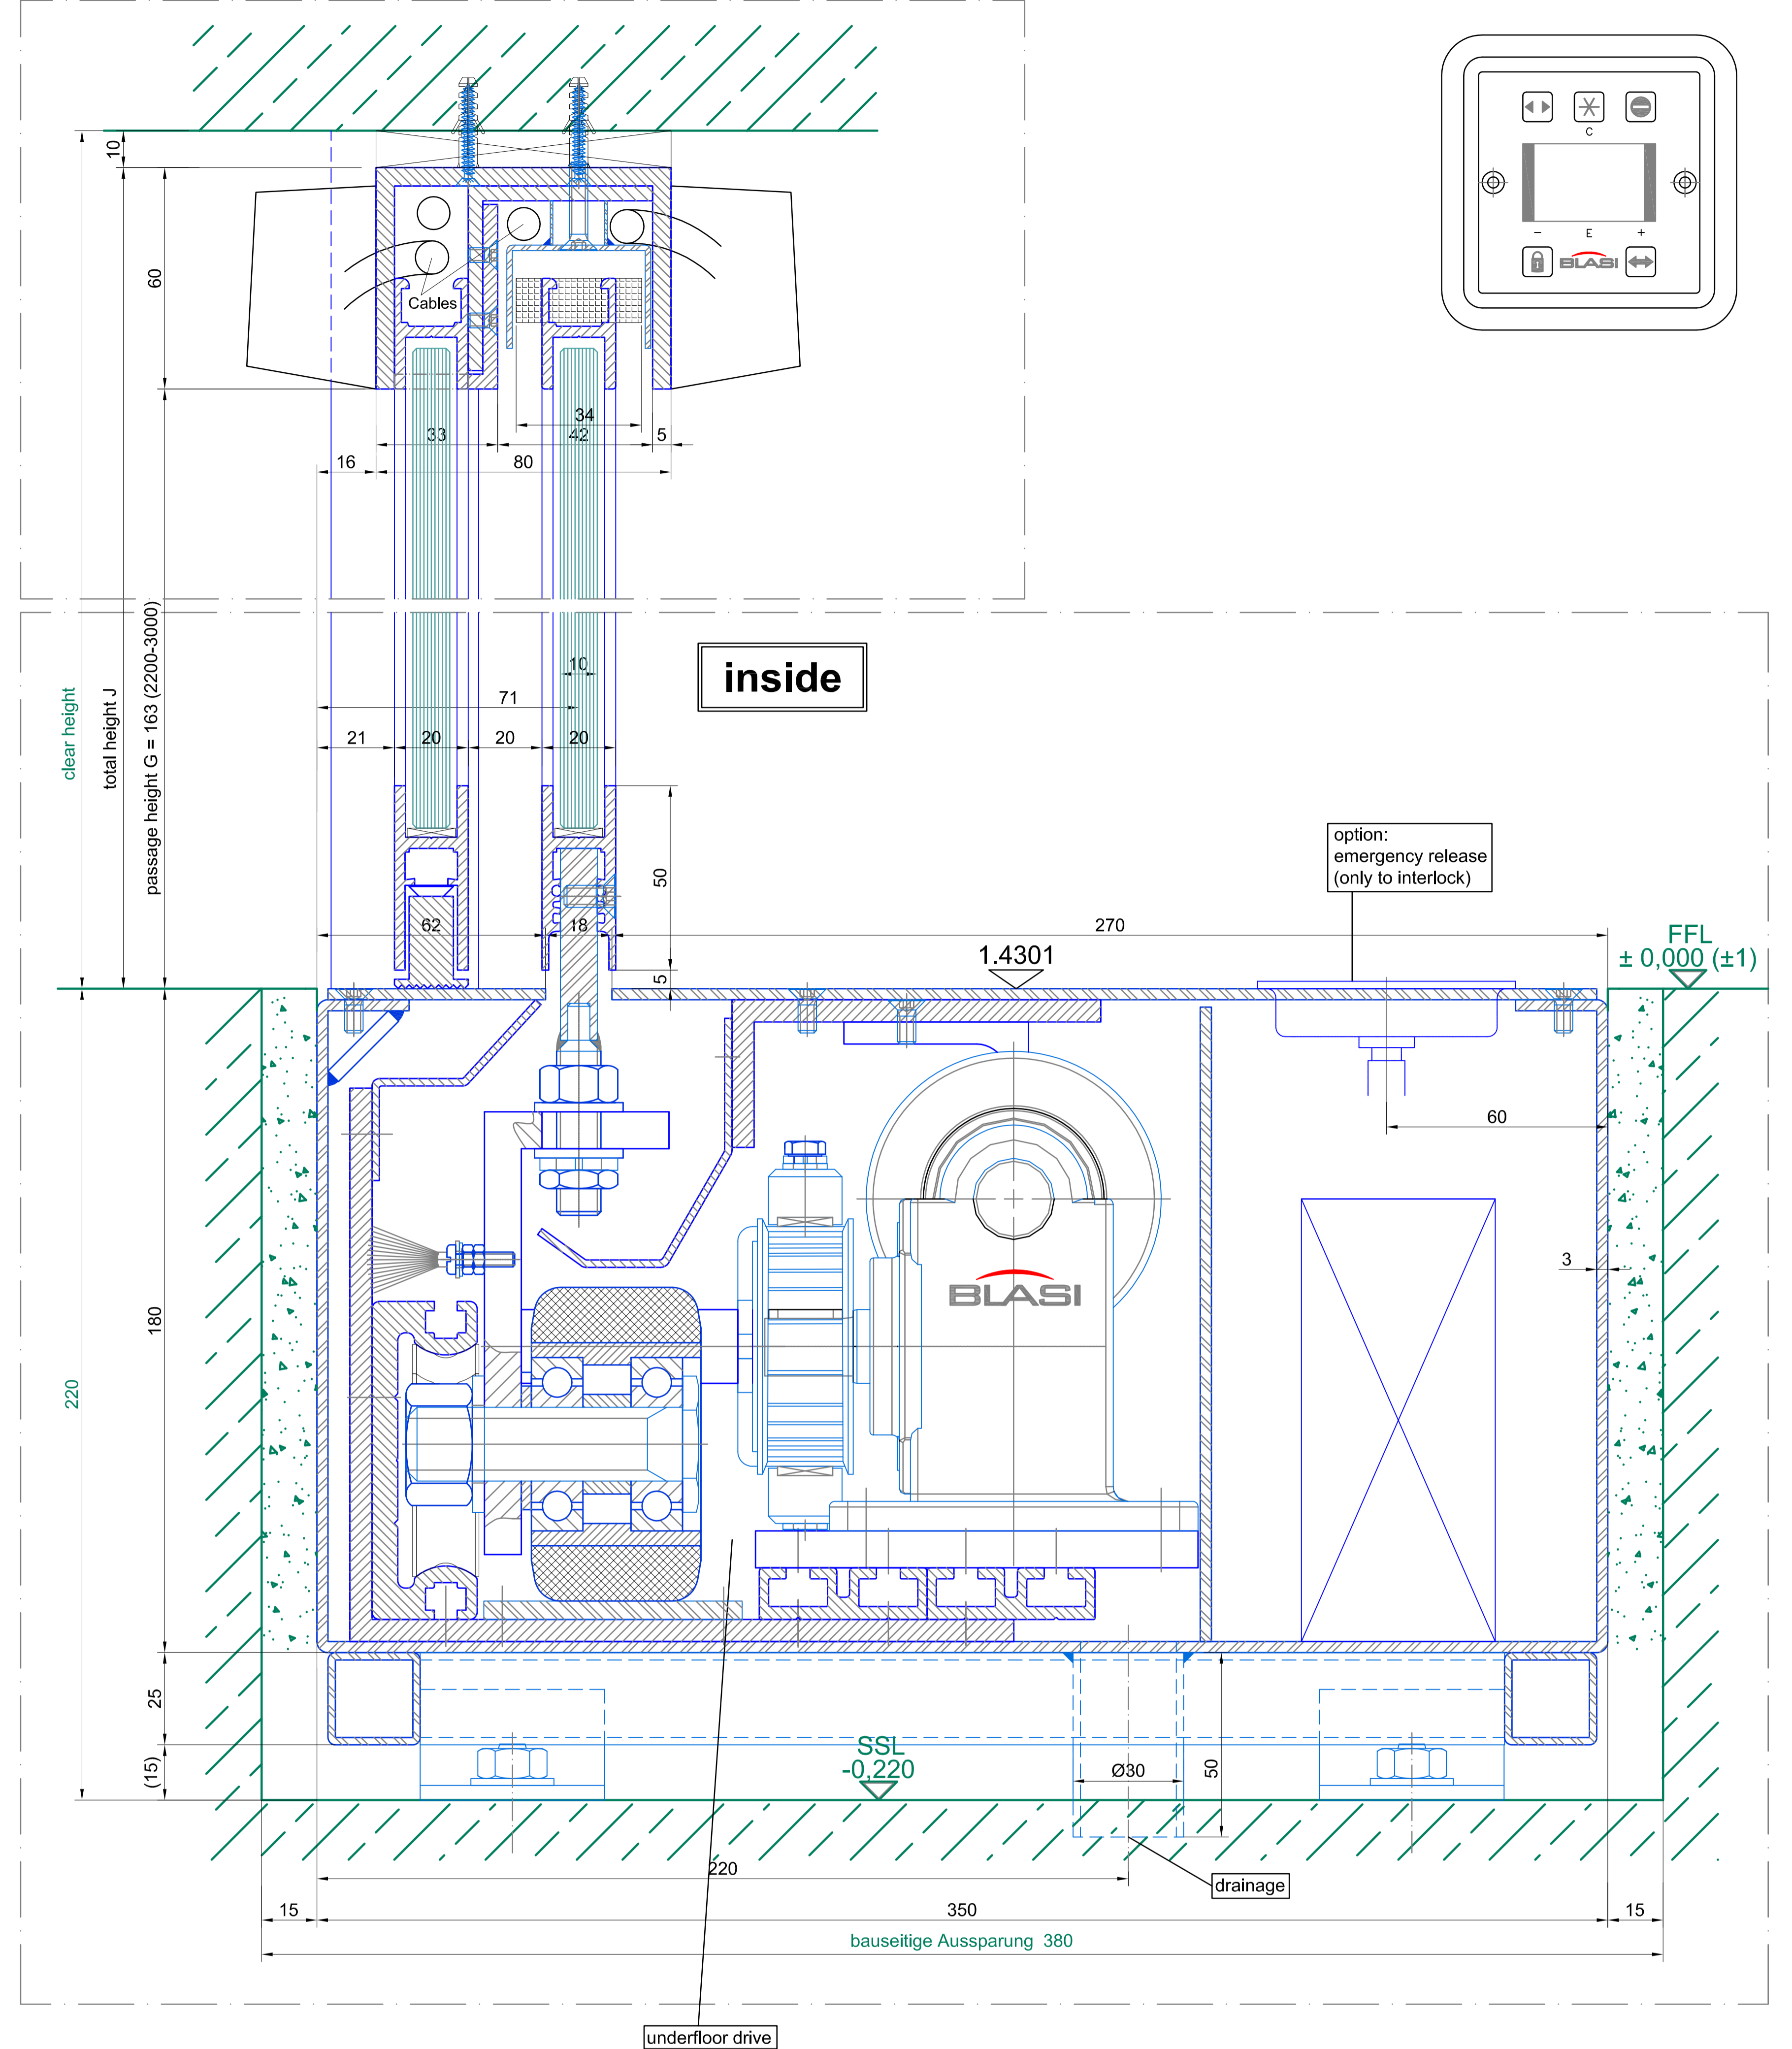 10
60
Cables
34
33
42
5
16
80
C
−
E
+
BLASI
clear height
total height J
passage height G = 163 (2200-3000)
inside
10
71
21
20
20
20
50
option:
emergency release
(only to interlock)
62
18
270
1.4301
5
FFL
± 0,000 (±1)
60
3
BLASI
180
220
25
(15)
SSL
-0,220
Ø30
50
220
drainage
15
350
15
bauseitige Aussparung 380
underfloor drive